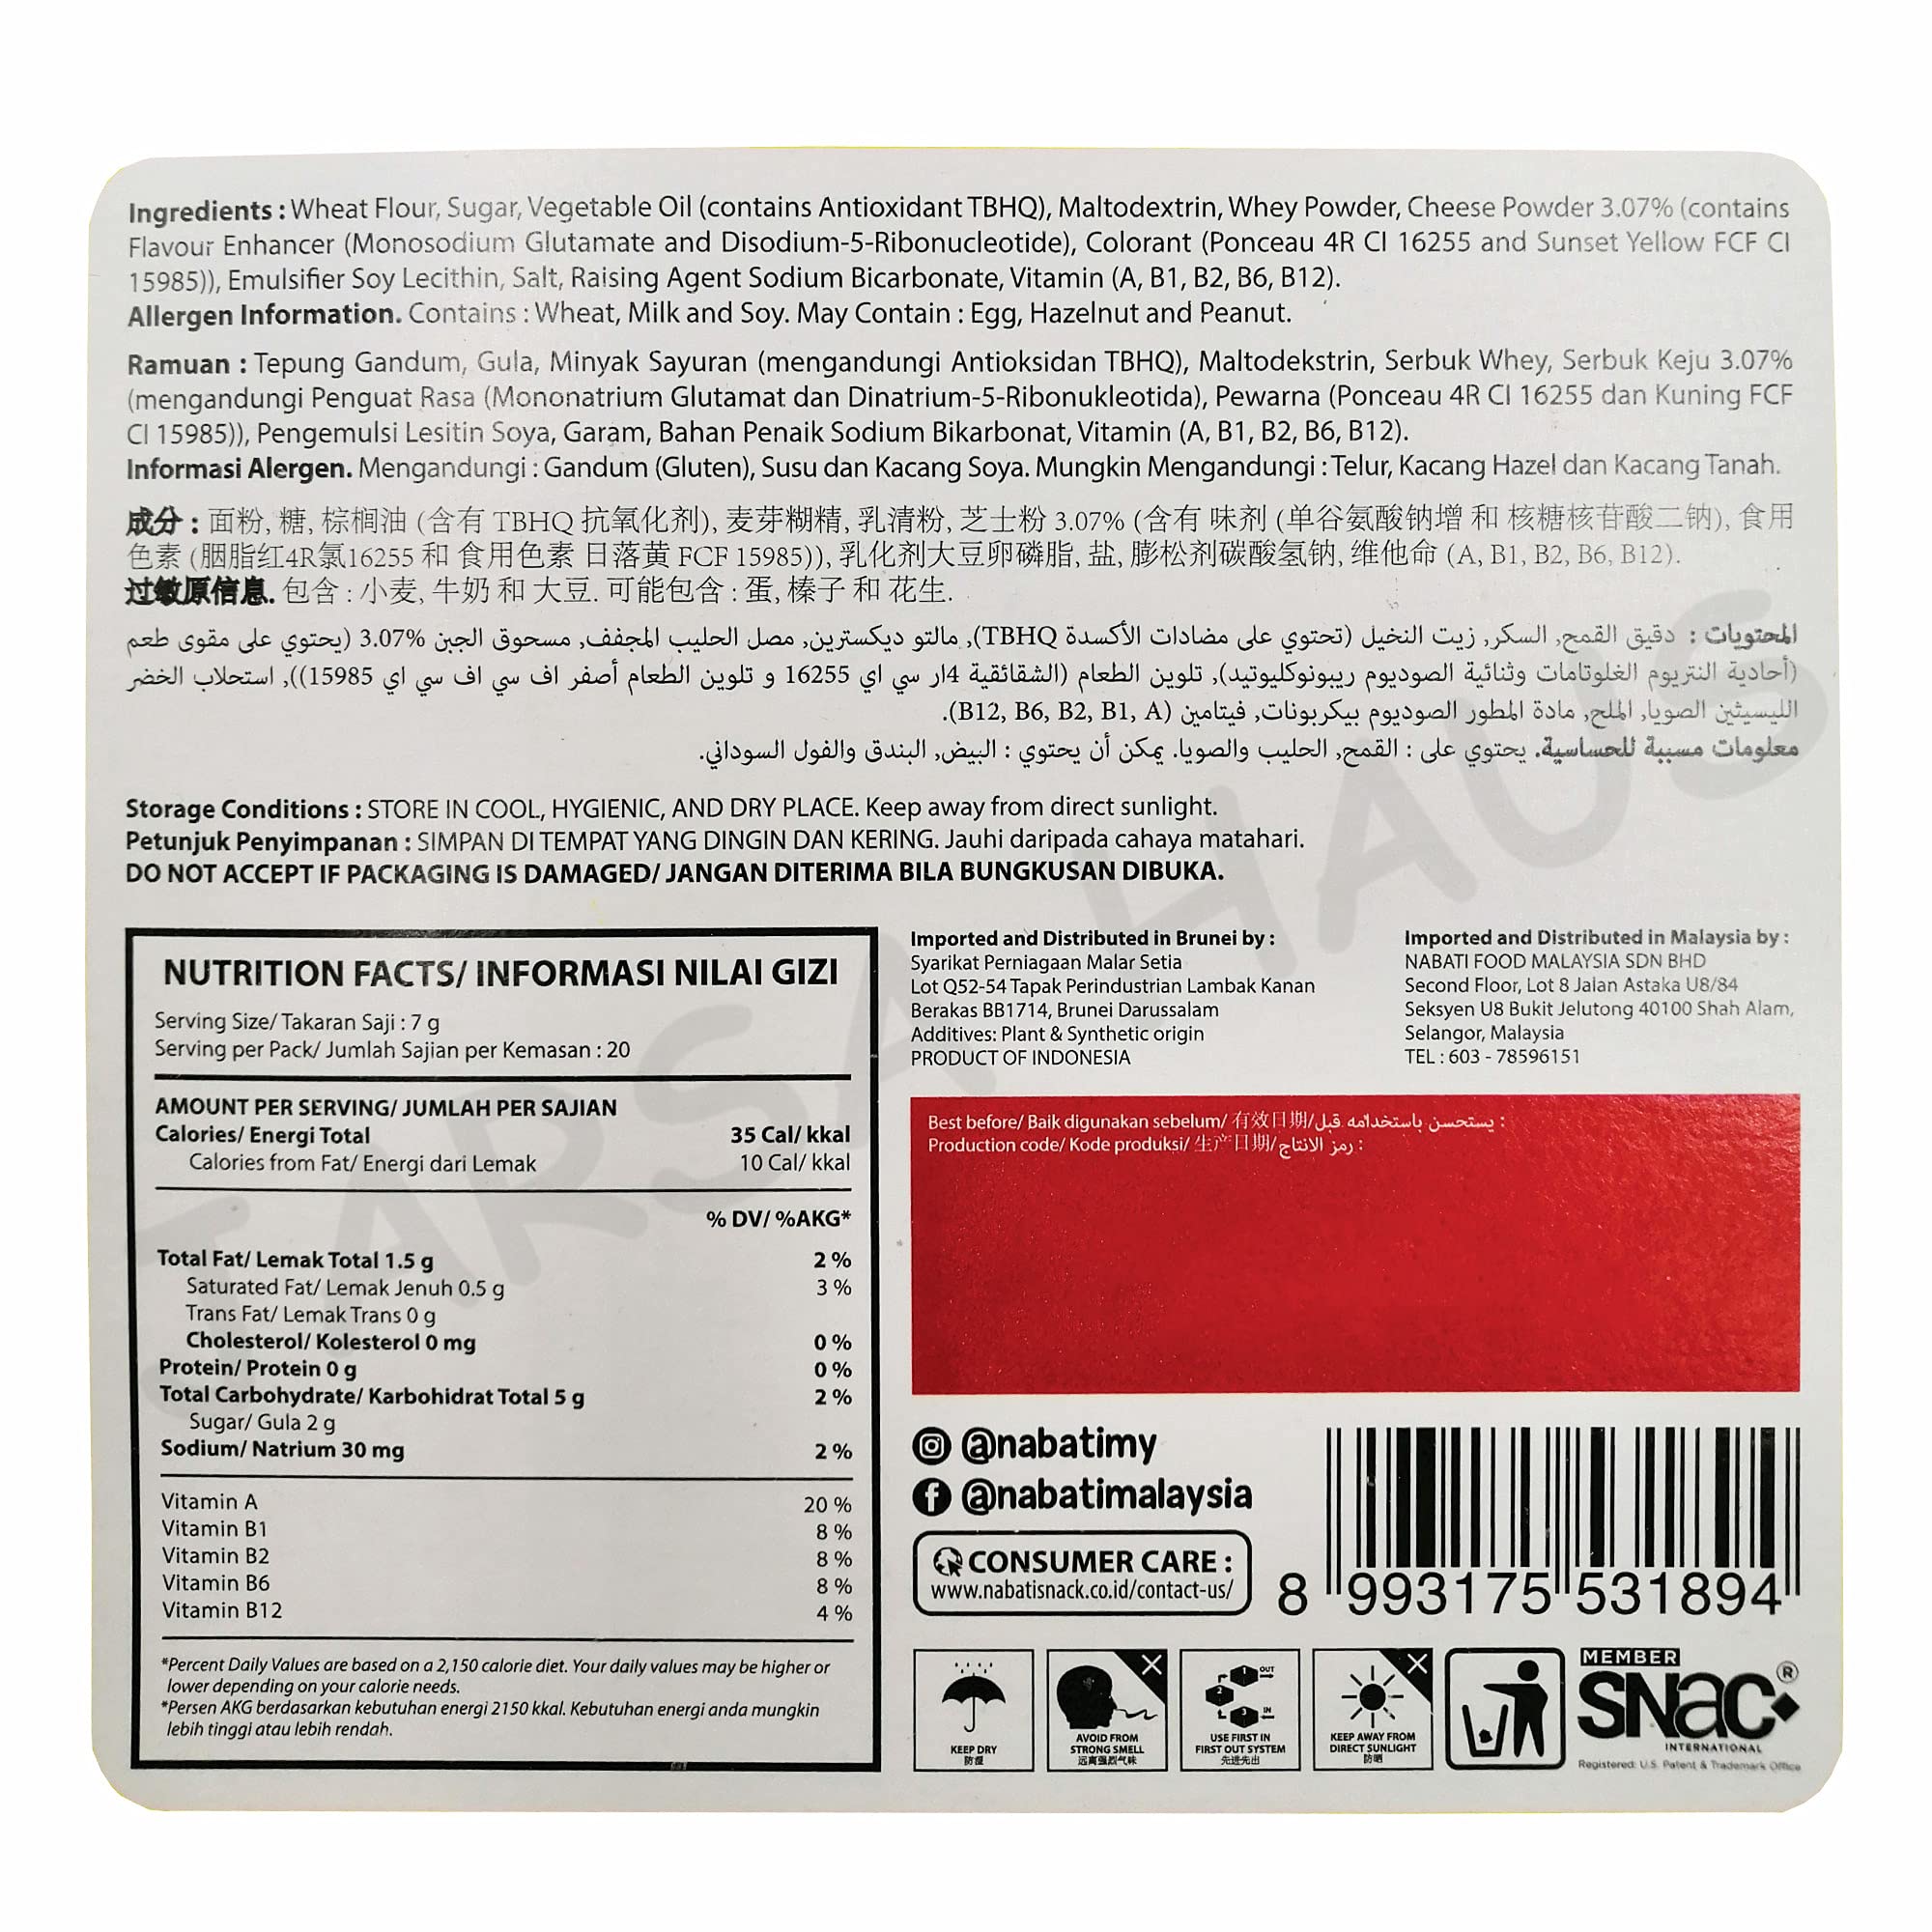 Ingredients : Wheat Flour, Sugar, Vegetable Oil (contains Antioxidant TBHQ), Maltodextrin, Whey Powder, Cheese Powder 3.07% (contains
Flavour Enhancer (Monosodium Glutamate and Disodium-5-Ribonucleotide), Colorant (Ponceau 4R CI 16255 and Sunset Yellow FCF CI
15985)), Emulsifier Soy Lecithin, Salt, Raising Agent Sodium Bicarbonate, Vitamin (A, B1, B2, B6, B12).
Allergen Information. Contains : Wheat, Milk and Soy. May Contain : Egg, Hazelnut and Peanut.
Ramuan : Tepung Gandum, Gula, Minyak Sayuran (mengandungi Antioksidan TBHQ), Maltodekstrin, Serbuk Whey, Serbuk Keju 3.07%
(mengandungi Penguat Rasa (Mononatrium Glutamat dan Dinatrium-5-Ribonukleotida), Pewarna (Ponceau 4R CI 16255 dan Kuning FCF
CI 15985)), Pengemulsi Lesitin Soya, Garam, Bahan Penaik Sodium Bikarbonat, Vitamin (A, B1, B2, B6, B12).
Informasi Alergen. Mengandungi : Gandum (Gluten), Susu dan Kacang Soya. Mungkin Mengandungi : Telur, Kacang Hazel dan Kacang Tanah.
成分 : 面粉, 糖, 棕榈油 (含有 TBHQ 抗氧化剂), 麦芽糊精, 乳清粉, 芝士粉 3.07% (含有 味剂 (单谷氨酸钠增 和 核糖核苷酸二钠), 食用
色素 (胭脂红4R氯16255 和 食用色素 日落黄 FCF 15985)), 乳化剂大豆卵磷脂, 盐, 膨松剂碳酸氢钠, 维他命 (A, B1, B2, B6, B12).
过敏原信息. 包含 : 小麦, 牛奶 和 大豆. 可能包含 : 蛋, 榛子 和 花生.
المحتويات : دقيق القمح, السكر, زيت النخيل (تحتوي على مضادات الأكسدة TBHQ), مالتو ديكسترين, مصل الحليب المجفف, مسحوق الجبن 3.07% (يحتوي على مقوى طعم
(أحادية النتريوم الغلوتامات وثنائية الصوديوم ريبونوكليوتيد), تلوين الطعام (الشقائقية 4ار سي اي 16255 و تلوين الطعام أصفر اف سي اف سي اي 15985)), استحلاب الخضر
الليسيثين الصويا, الملح, مادة المطور الصوديوم بيكربونات, فيتامين (B12, B6, B2, B1, A).
معلومات مسببة للحساسية. يحتوي على : القمح, الحليب والصويا. يمكن أن يحتوي : البيض, البندق والفول السوداني.
Storage Conditions : STORE IN COOL, HYGIENIC, AND DRY PLACE. Keep away from direct sunlight.
Petunjuk Penyimpanan : SIMPAN DI TEMPAT YANG DINGIN DAN KERING. Jauhi daripada cahaya matahari.
DO NOT ACCEPT IF PACKAGING IS DAMAGED/ JANGAN DITERIMA BILA BUNGKUSAN DIBUKA.
NUTRITION FACTS/ INFORMASI NILAI GIZI
Serving Size/ Takaran Saji : 7 g
Serving per Pack/ Jumlah Sajian per Kemasan : 20
AMOUNT PER SERVING/ JUMLAH PER SAJIAN
Calories/ Energi Total 35 Cal/ kkal
Calories from Fat/ Energi dari Lemak 10 Cal/ kkal
% DV/ %AKG*
Total Fat/ Lemak Total 1.5 g 2 %
Saturated Fat/ Lemak Jenuh 0.5 g 3 %
Trans Fat/ Lemak Trans 0 g
Cholesterol/ Kolesterol 0 mg 0 %
Protein/ Protein 0 g 0 %
Total Carbohydrate/ Karbohidrat Total 5 g 2 %
Sugar/ Gula 2 g
Sodium/ Natrium 30 mg 2 %
Vitamin A 20 %
Vitamin B1 8 %
Vitamin B2 8 %
Vitamin B6 8 %
Vitamin B12 4 %
*Percent Daily Values are based on a 2,150 calorie diet. Your daily values may be higher or
lower depending on your calorie needs.
*Persen AKG berdasarkan kebutuhan energi 2150 kkal. Kebutuhan energi anda mungkin
lebih tinggi atau lebih rendah.
Imported and Distributed in Brunei by :
Syarikat Perniagaan Malar Setia
Lot Q52-54 Tapak Perindustrian Lambak Kanan
Berakas BB1714, Brunei Darussalam
Additives: Plant & Synthetic origin
PRODUCT OF INDONESIA
Imported and Distributed in Malaysia by :
NABATI FOOD MALAYSIA SDN BHD
Second Floor, Lot 8 Jalan Astaka U8/84
Seksyen U8 Bukit Jelutong 40100 Shah Alam,
Selangor, Malaysia
TEL : 603 - 78596151
Best before/ Baik digunakan sebelum/ 有效日期/ يستحسن باستخدامه قبل :
Production code/ Kode produksi/ 生产日期/ رمز الانتاج :
@nabatimy
@nabatimalaysia
CONSUMER CARE :
www.nabatisnack.co.id/contact-us/
8 993175 531894
KEEP DRY
防湿
AVOID FROM
STRONG SMELL
远离强烈气味
OUT
1
2
3
IN
USE FIRST IN
FIRST OUT SYSTEM
先进先出
KEEP AWAY FROM
DIRECT SUNLIGHT
防晒
MEMBER
SNAC ®
INTERNATIONAL
Registered: U.S. Patent & Trademark Office
FARSA HAUS